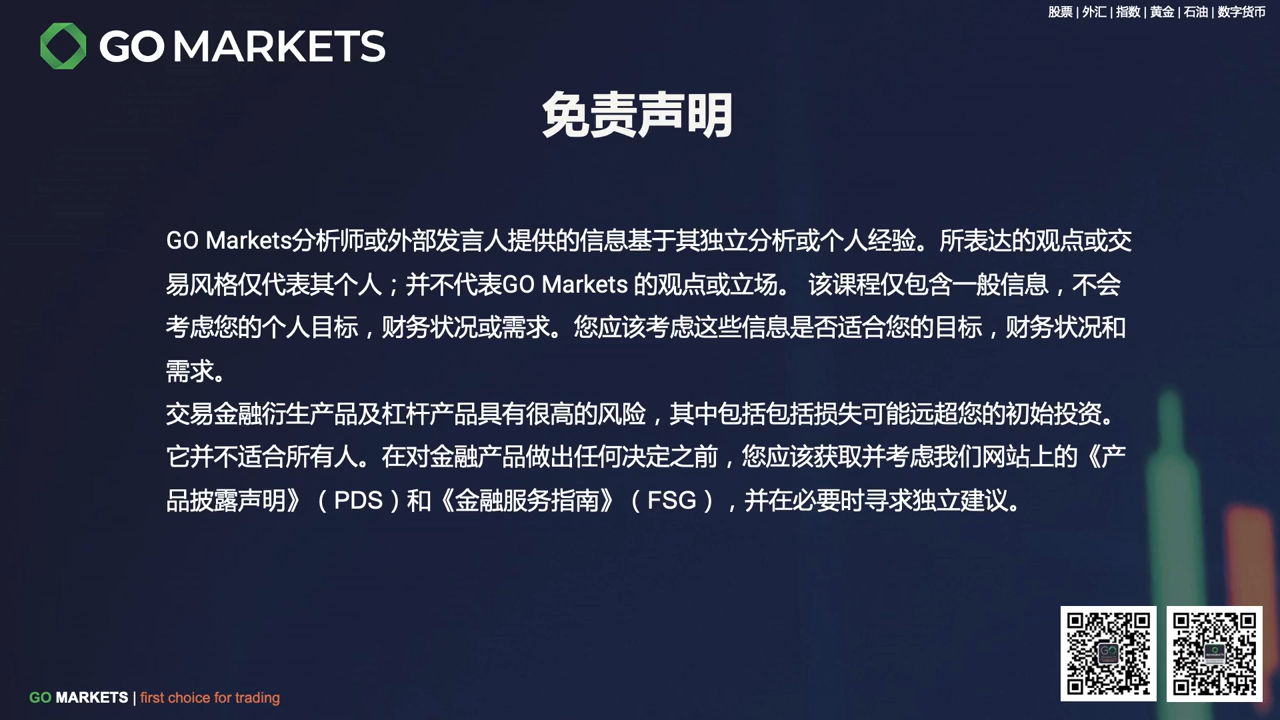 股票 | 外汇 | 指数 | 黄金 | 石油 | 数字货币
GO MARKETS
免责声明
GO Markets分析师或外部发言人提供的信息基于其独立分析或个人经验。所表达的观点或交
易风格仅代表其个人；并不代表GO Markets 的观点或立场。 该课程仅包含一般信息，不会
考虑您的个人目标，财务状况或需求。您应该考虑这些信息是否适合您的目标，财务状况和
需求。
交易金融衍生产品及杠杆产品具有很高的风险，其中包括包括损失可能远超您的初始投资。
它并不适合所有人。在对金融产品做出任何决定之前，您应该获取并考虑我们网站上的《产
品披露声明》（PDS）和《金融服务指南》（FSG），并在必要时寻求独立建议。
GO MARKETS | first choice for trading